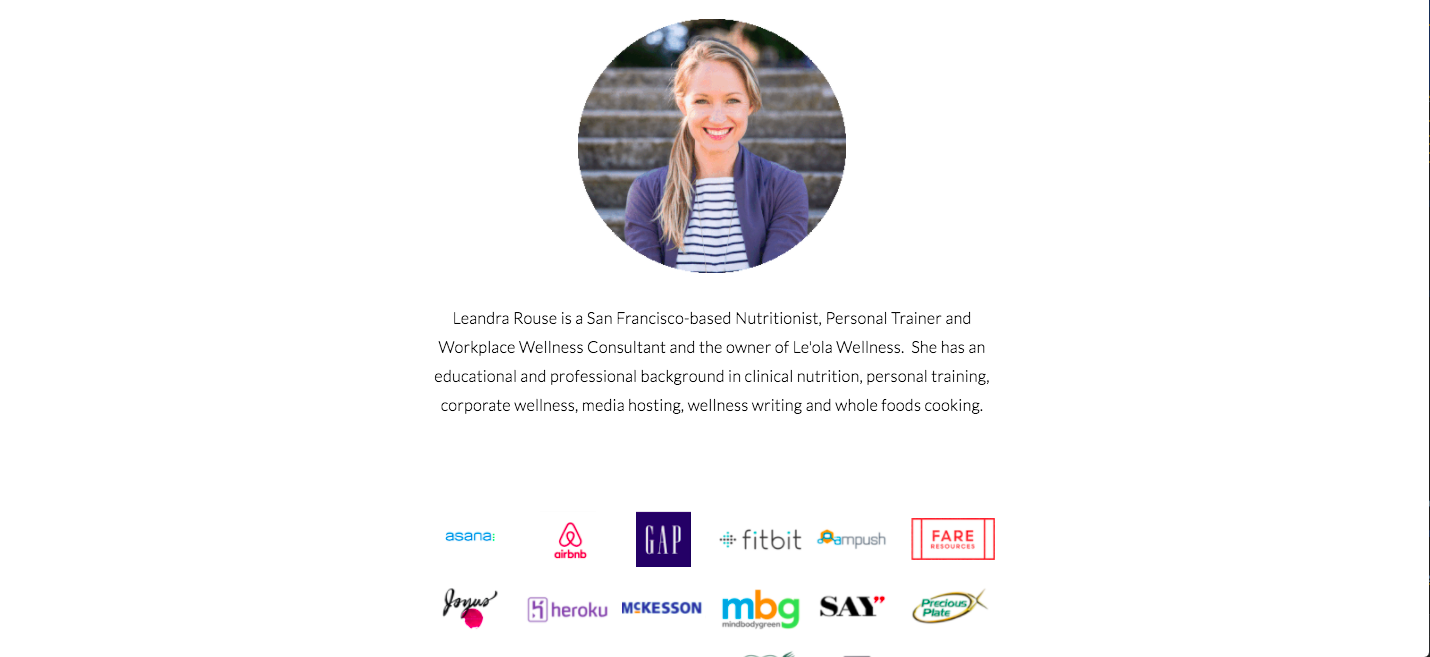 Leandra Rouse is a San Francisco-based Nutritionist, Personal Trainer and
Workplace Wellness Consultant and the owner of Le'ola Wellness.  She has an
educational and professional background in clinical nutrition, personal training,
corporate wellness, media hosting, wellness writing and whole foods cooking.
asana:
airbnb
GAP
fitbit
ampush
FARE
RESOURCES
Joyus
heroku
McKESSON
mbg
mindbodygreen
SAY"
Precious
Plate